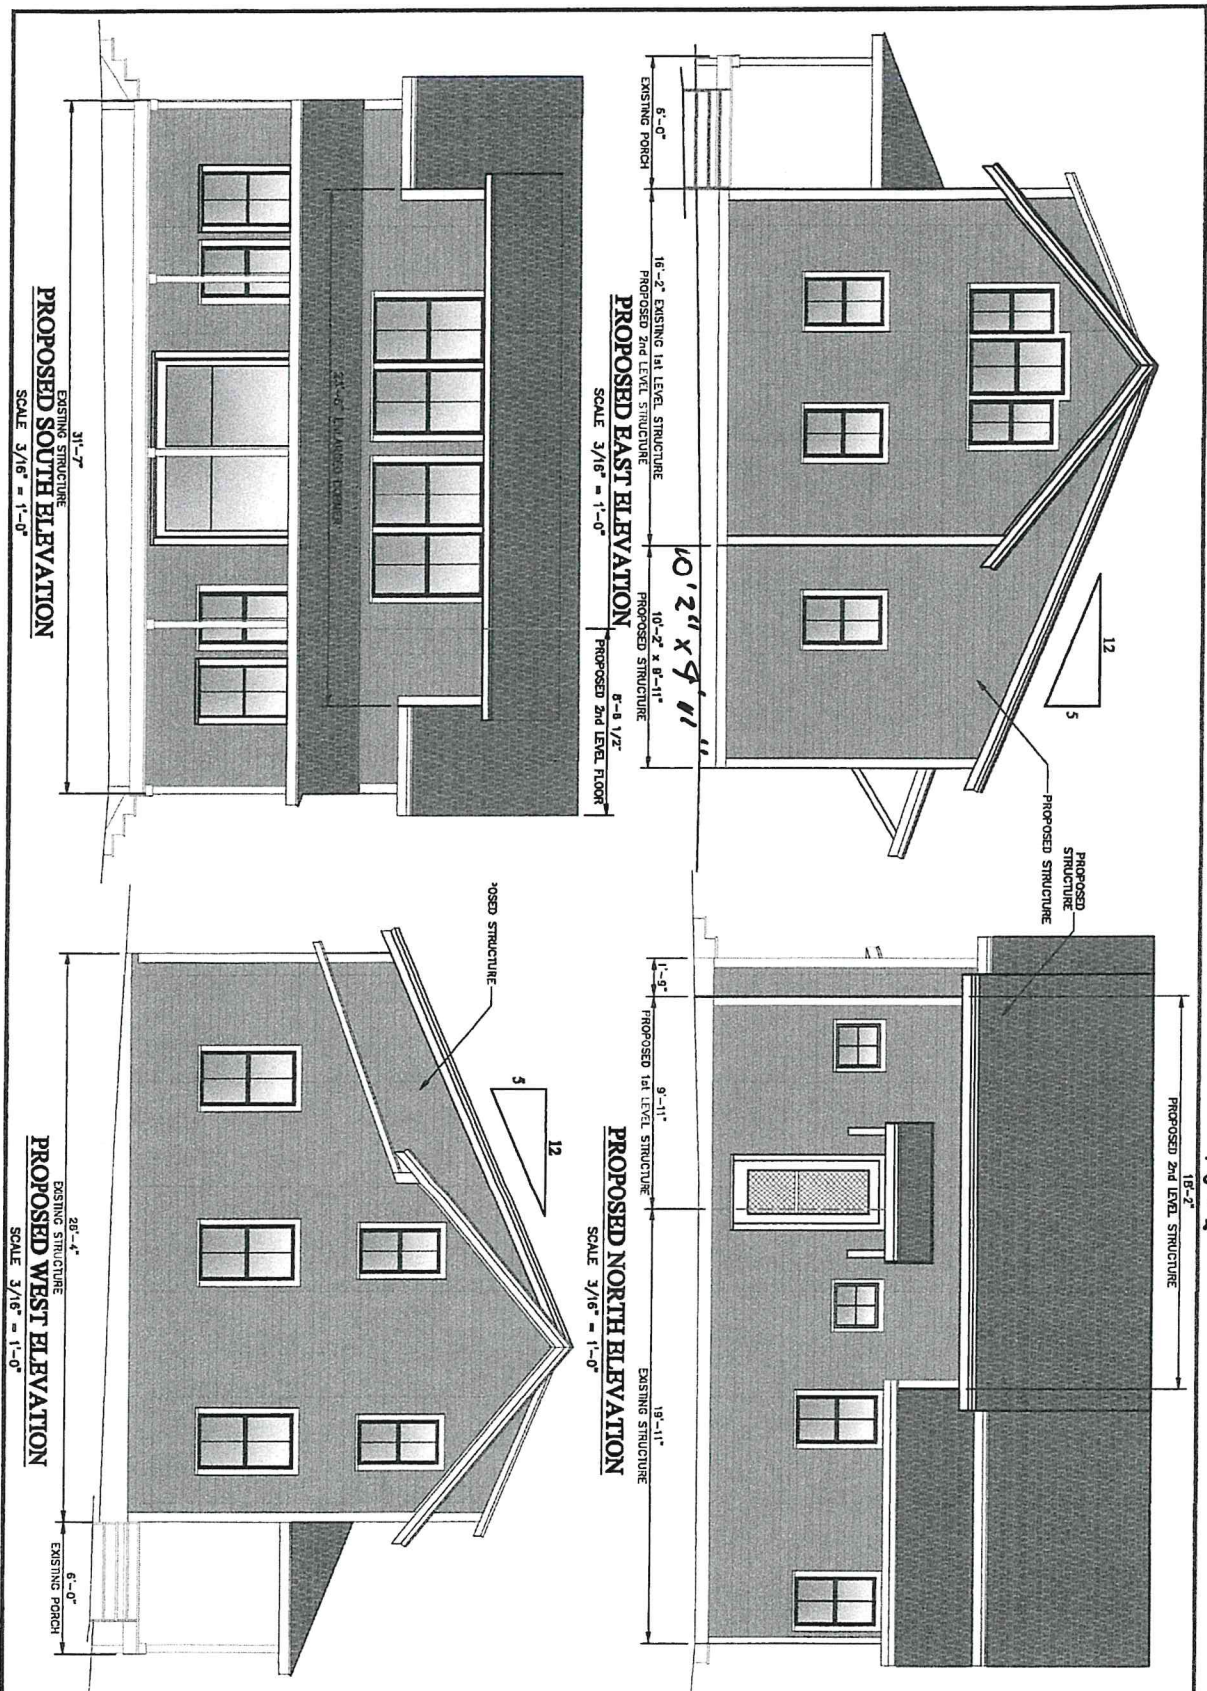 6'-0"
EXISTING PORCH
16'-2" EXISTING 1st LEVEL STRUCTURE
PROPOSED 2nd LEVEL STRUCTURE
10'-2" x 9'-11"
PROPOSED STRUCTURE
10'2" x 9'11"
12
5
PROPOSED STRUCTURE
PROPOSED EAST ELEVATION
SCALE 3/16" = 1'-0"
PROPOSED
STRUCTURE
18'-2"
PROPOSED 2nd LEVEL STRUCTURE
1'-9"
9'-11"
PROPOSED 1st LEVEL STRUCTURE
19'-11"
EXISTING STRUCTURE
PROPOSED NORTH ELEVATION
SCALE 3/16" = 1'-0"
8'-8 1/2"
PROPOSED 2nd LEVEL FLOOR
DORMER
31'-7"
EXISTING STRUCTURE
PROPOSED SOUTH ELEVATION
SCALE 3/16" = 1'-0"
POSED STRUCTURE
5
12
26'-4"
EXISTING STRUCTURE
6'-0"
EXISTING PORCH
PROPOSED WEST ELEVATION
SCALE 3/16" = 1'-0"